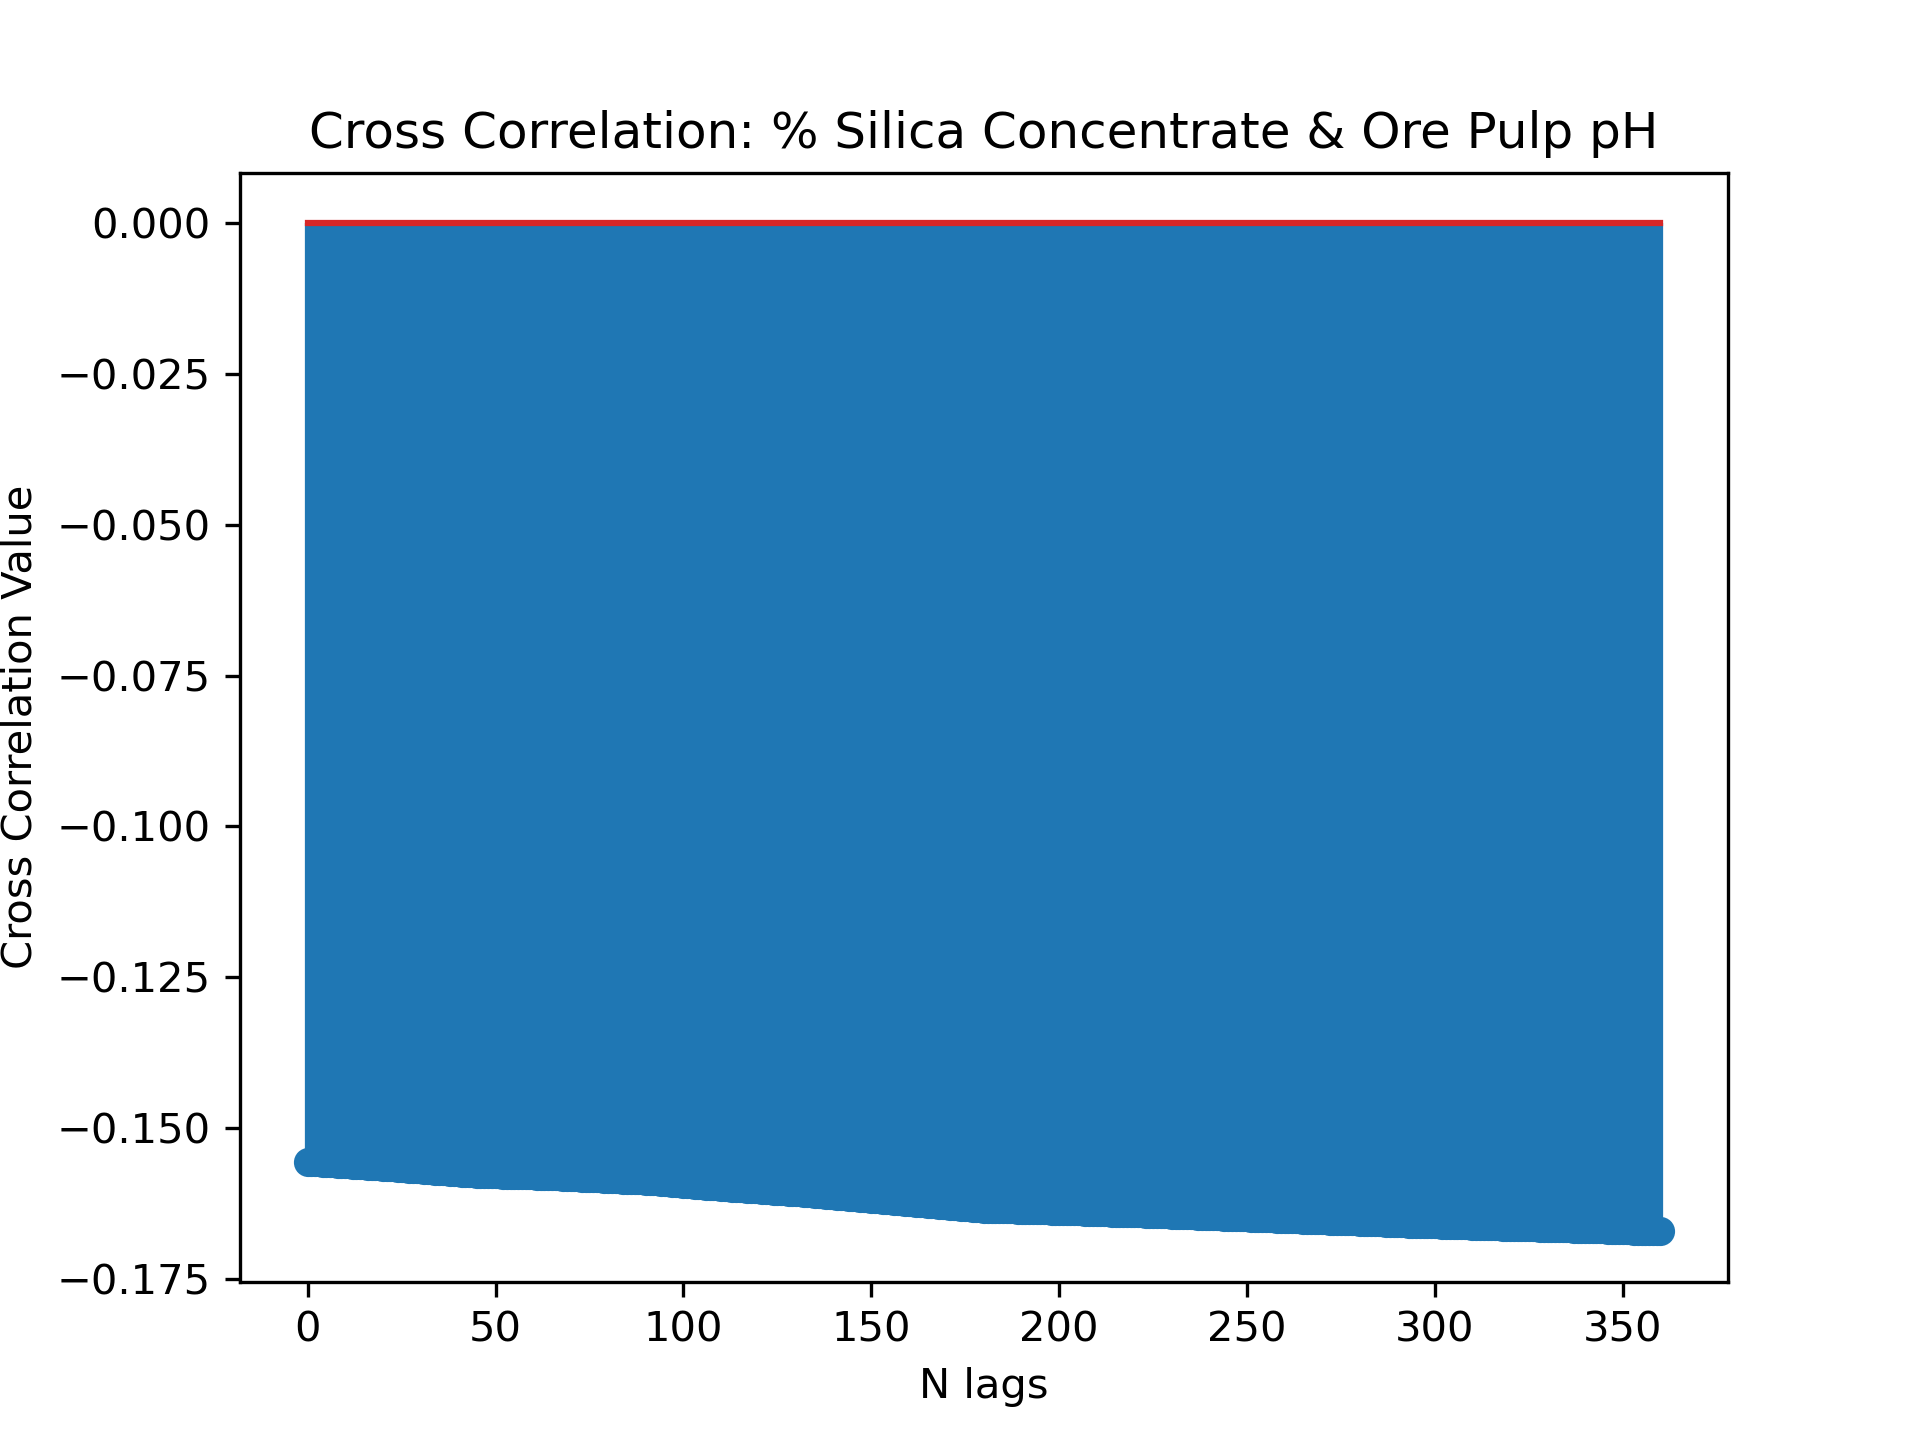 Cross Correlation: % Silica Concentrate & Ore Pulp pH
0.000
−0.025
−0.050
−0.075
−0.100
−0.125
−0.150
−0.175
Cross Correlation Value
0 50 100 150 200 250 300 350
N lags